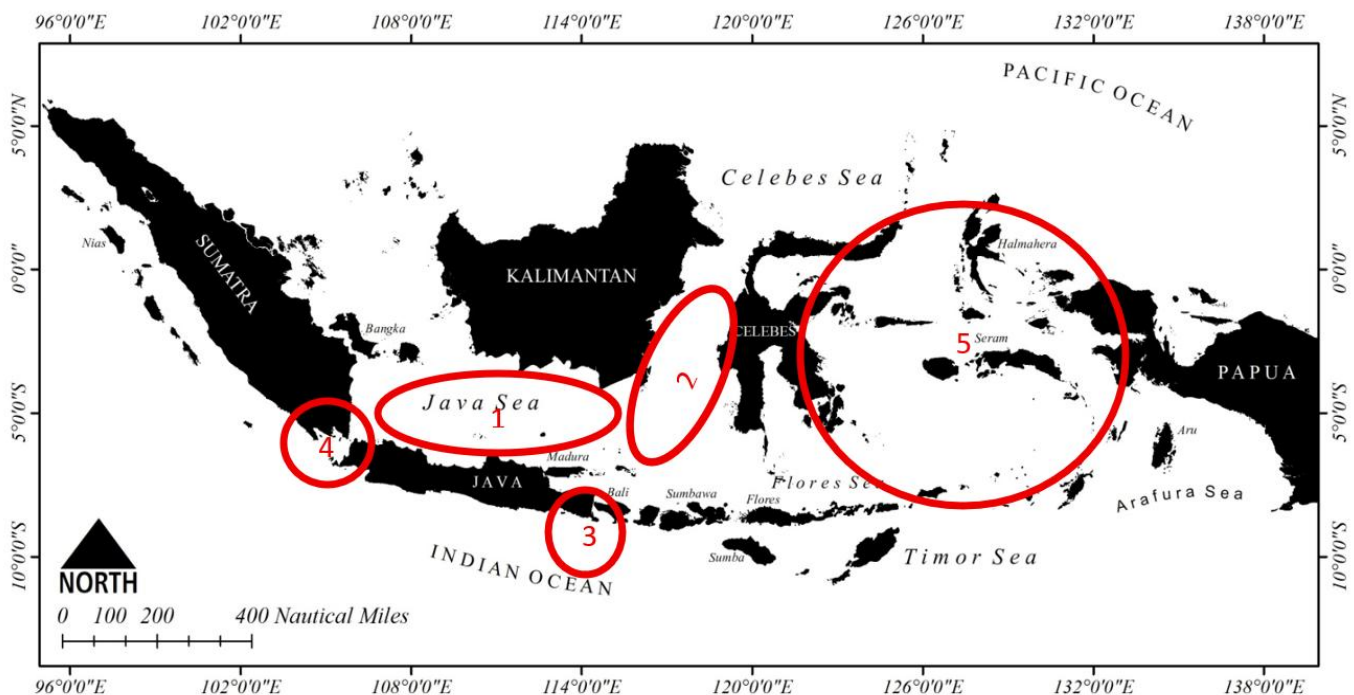 96°0'0"E 102°0'0"E 108°0'0"E 114°0'0"E 120°0'0"E 126°0'0"E 132°0'0"E 138°0'0"E
PACIFIC OCEAN
5°0'0"N
5°0'0"N
Celebes Sea
Nias
SUMATRA
Halmahera
0°0'0"
KALIMANTAN
0°0'0"
Bangka
CELEBES
5
Seram
2
PAPUA
Java Sea
1
5°0'0"S
5°0'0"S
4
Aru
Madura
JAVA
Flores Sea
Arafura Sea
Bali
Sumbawa
Flores
3
10°0'0"S
INDIAN OCEAN
Sumba
Timor Sea
10°0'0"S
NORTH
0 100 200 400 Nautical Miles
96°0'0"E 102°0'0"E 108°0'0"E 114°0'0"E 120°0'0"E 126°0'0"E 132°0'0"E 138°0'0"E